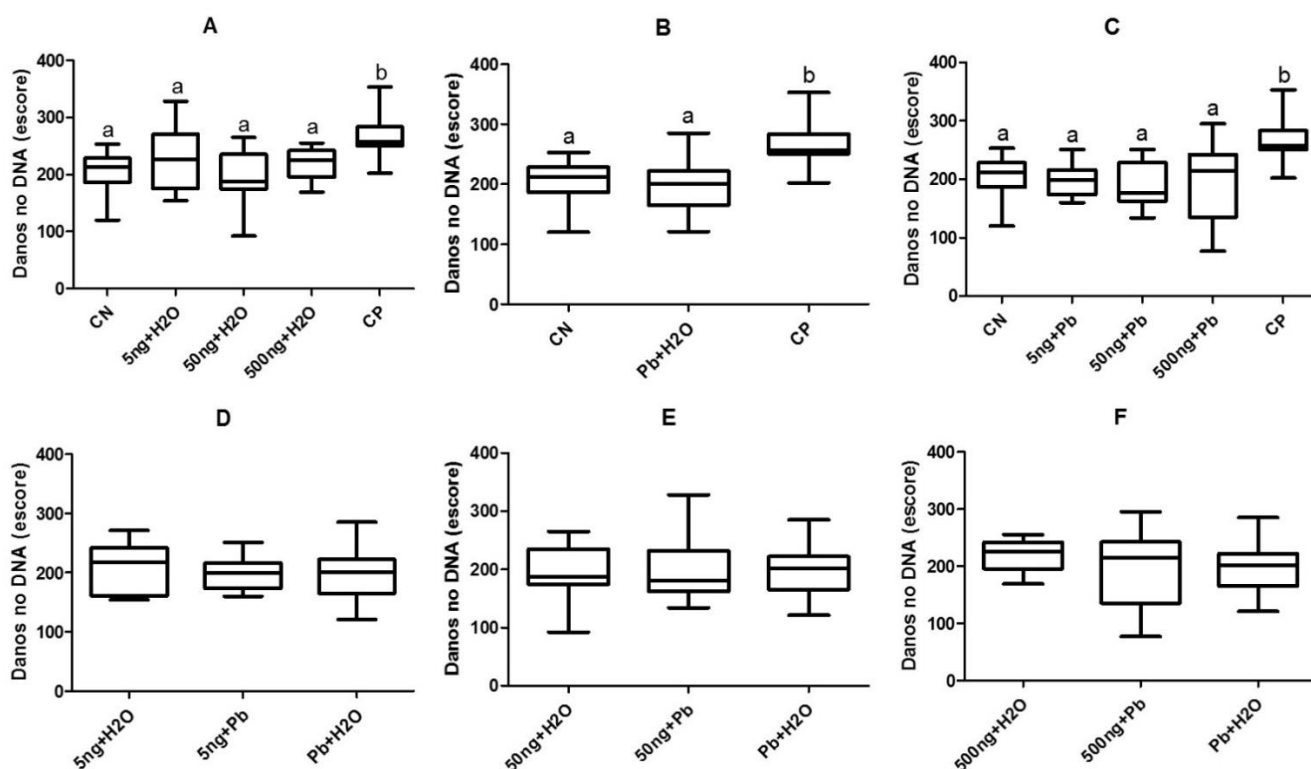 A
Danos no DNA (escore)
400
300
200
100
0
a
a
a
a
b
CN
5ng+H2O
50ng+H2O
500ng+H2O
CP
B
Danos no DNA (escore)
400
300
200
100
0
a
a
b
CN
Pb+H2O
CP
C
Danos no DNA (escore)
400
300
200
100
0
a
a
a
a
b
CN
5ng+Pb
50ng+Pb
500ng+Pb
CP
D
Danos no DNA (escore)
400
300
200
100
0
5ng+H2O
5ng+Pb
Pb+H2O
E
Danos no DNA (escore)
400
300
200
100
0
50ng+H2O
50ng+Pb
Pb+H2O
F
Danos no DNA (escore)
400
300
200
100
0
500ng+H2O
500ng+Pb
Pb+H2O